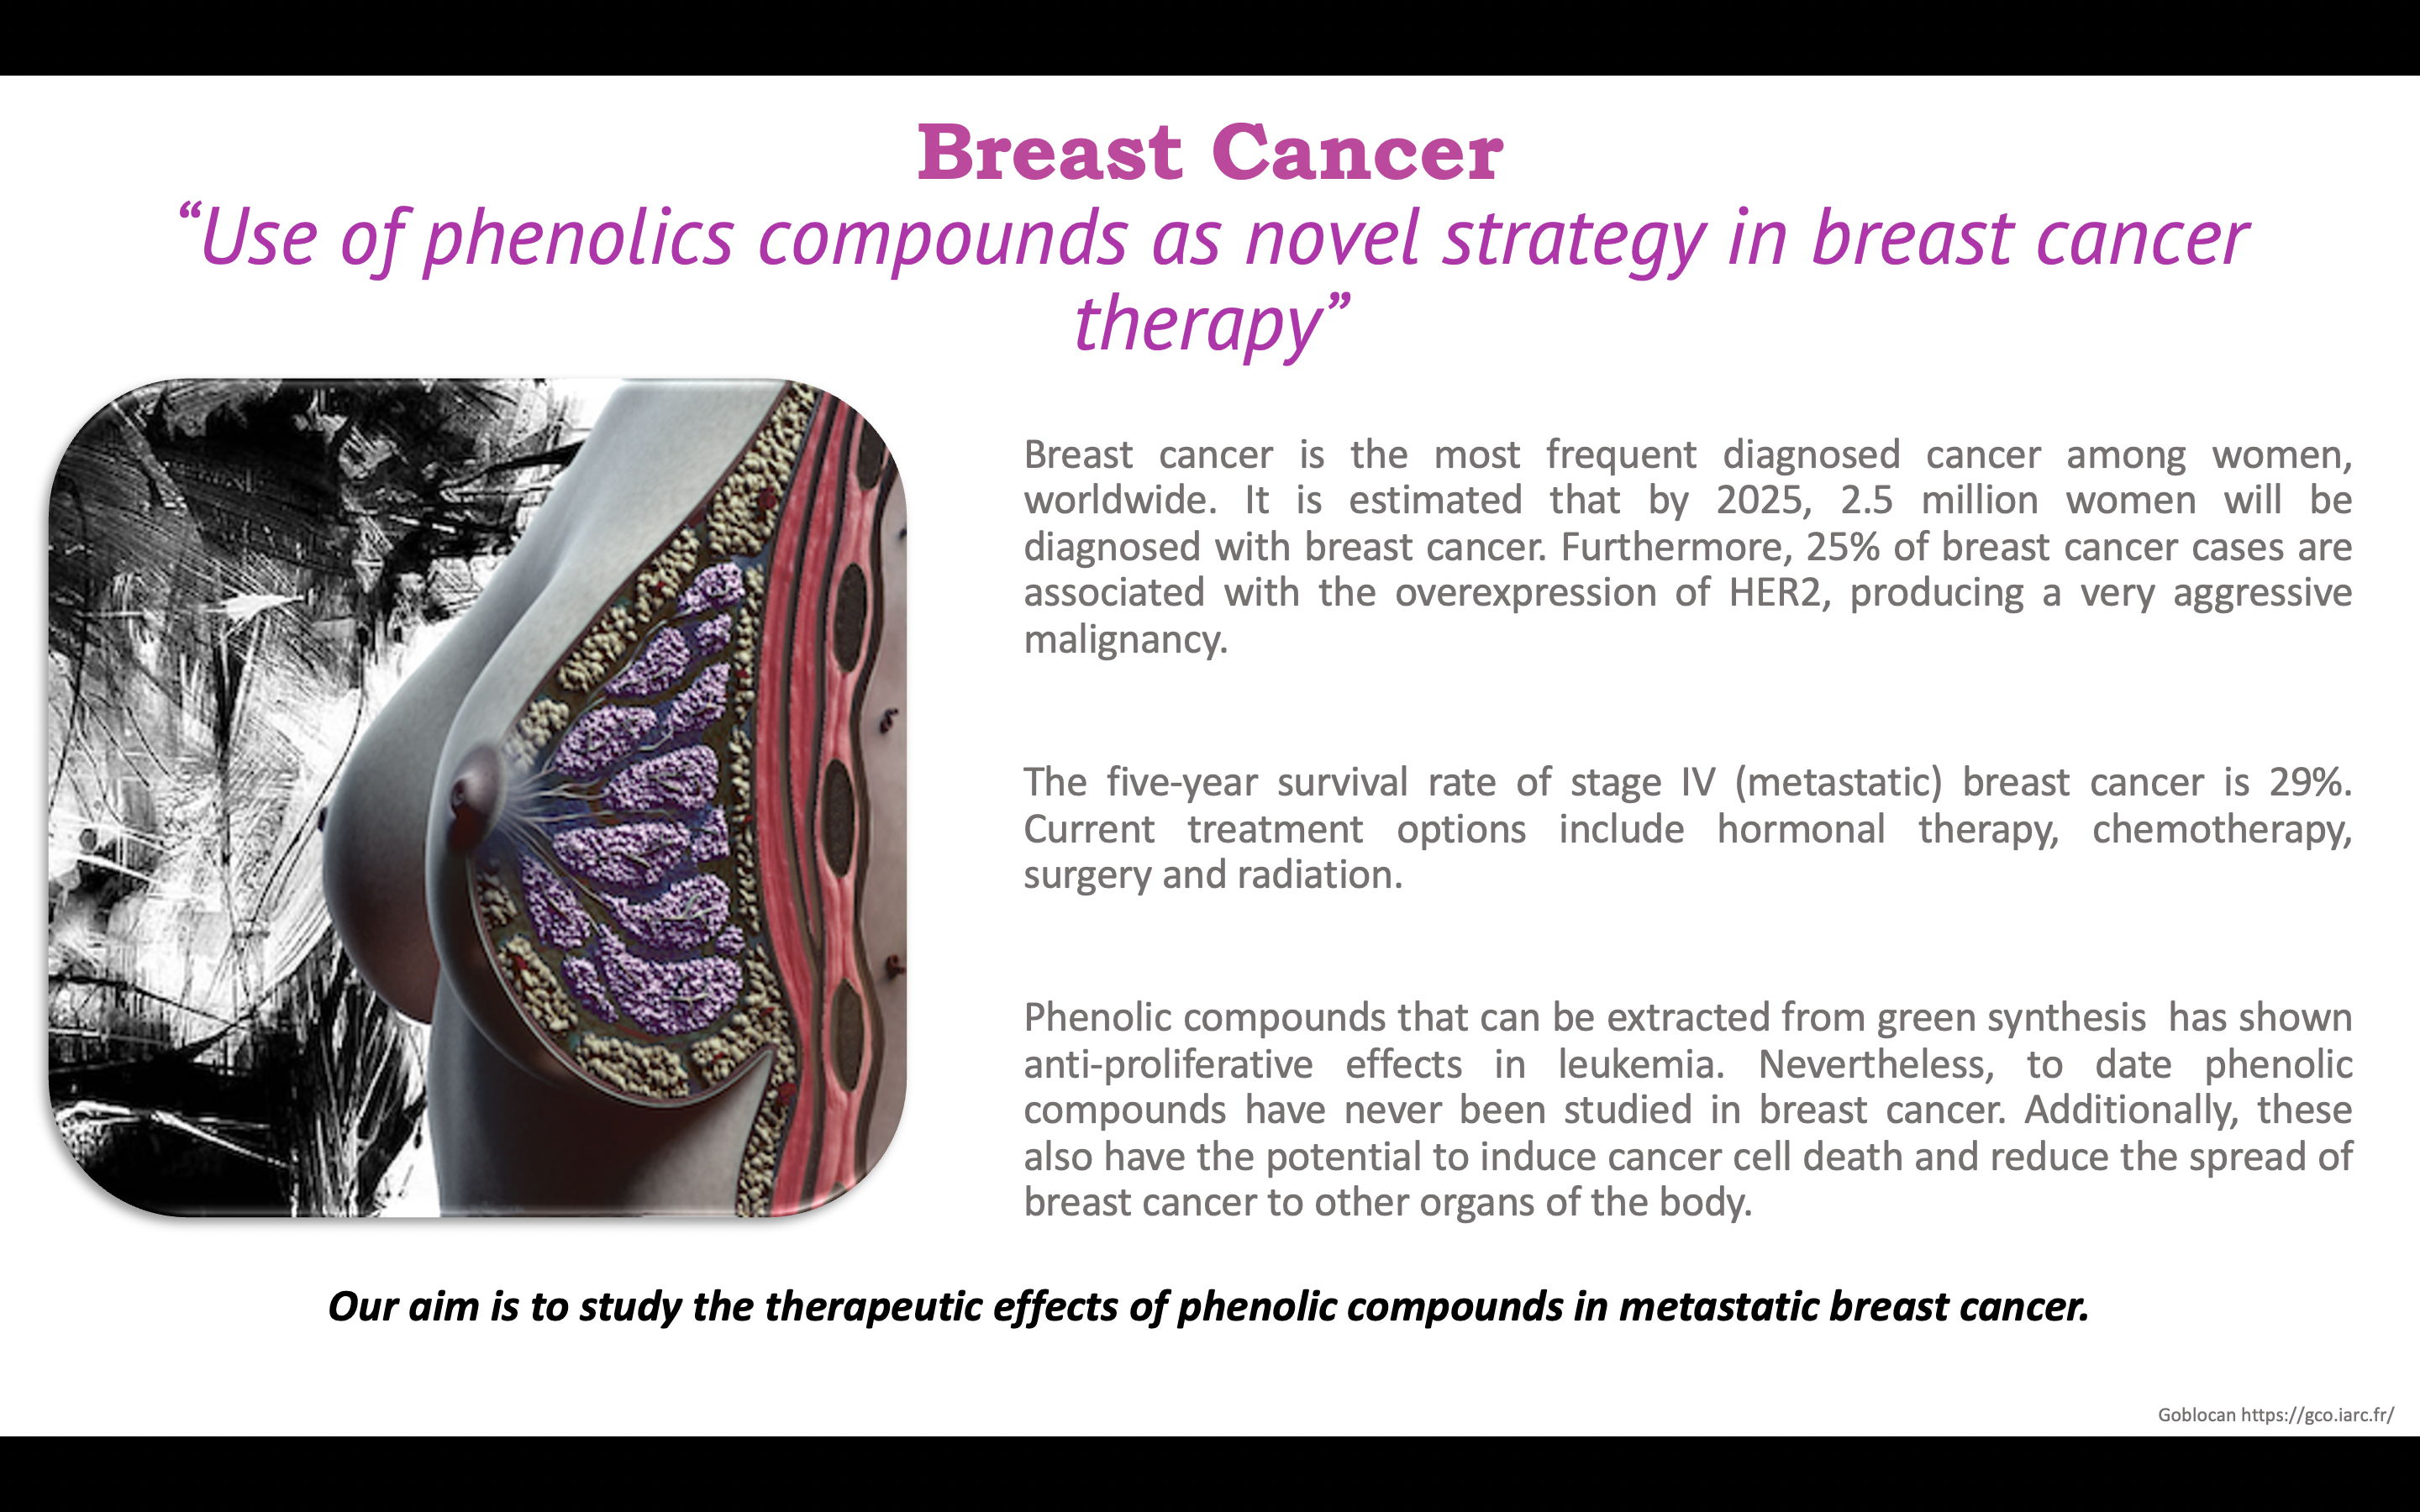 Breast Cancer
“Use of phenolics compounds as novel strategy in breast cancer
therapy”
Breast cancer is the most frequent diagnosed cancer among women,
worldwide. It is estimated that by 2025, 2.5 million women will be
diagnosed with breast cancer. Furthermore, 25% of breast cancer cases are
associated with the overexpression of HER2, producing a very aggressive
malignancy.
The five-year survival rate of stage IV (metastatic) breast cancer is 29%.
Current treatment options include hormonal therapy, chemotherapy,
surgery and radiation.
Phenolic compounds that can be extracted from green synthesis  has shown
anti-proliferative effects in leukemia. Nevertheless, to date phenolic
compounds have never been studied in breast cancer. Additionally, these
also have the potential to induce cancer cell death and reduce the spread of
breast cancer to other organs of the body.
Our aim is to study the therapeutic effects of phenolic compounds in metastatic breast cancer.
Goblocan https://gco.iarc.fr/